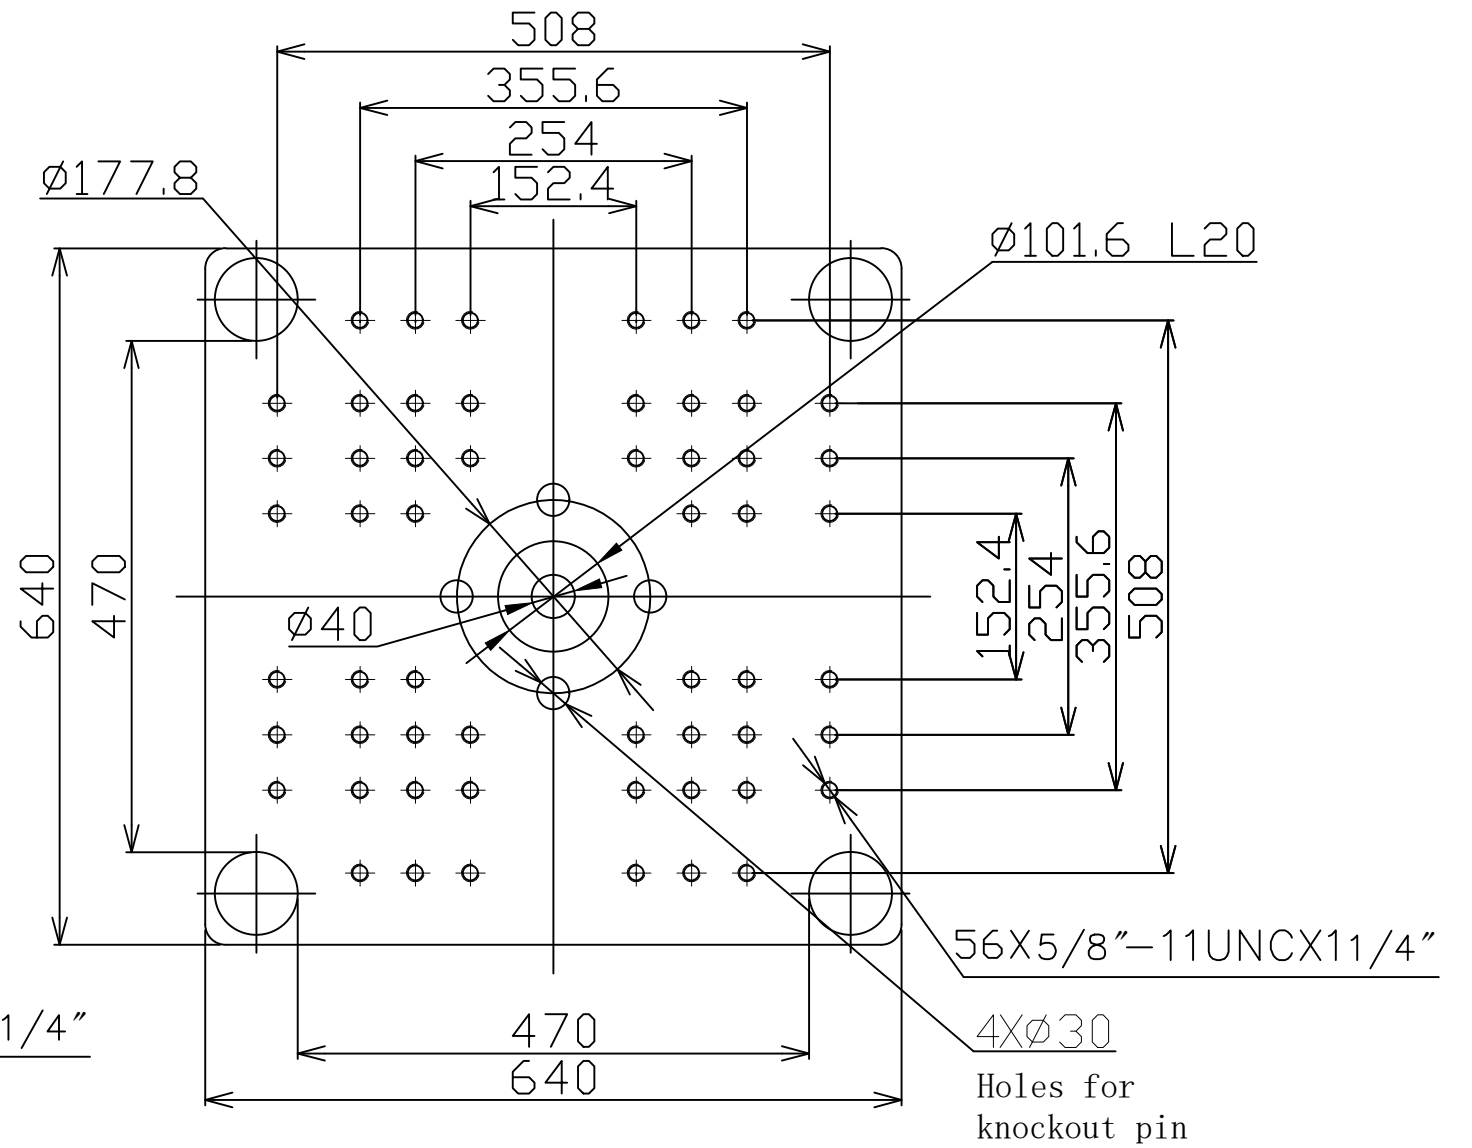 508
355.6
254
152.4
Ø177.8
Ø101.6 L20
640
470
Ø40
152.4
254
355.6
508
56X5/8"-11UNCX11/4"
1/4"
470
4XØ30
640
Holes for
knockout pin